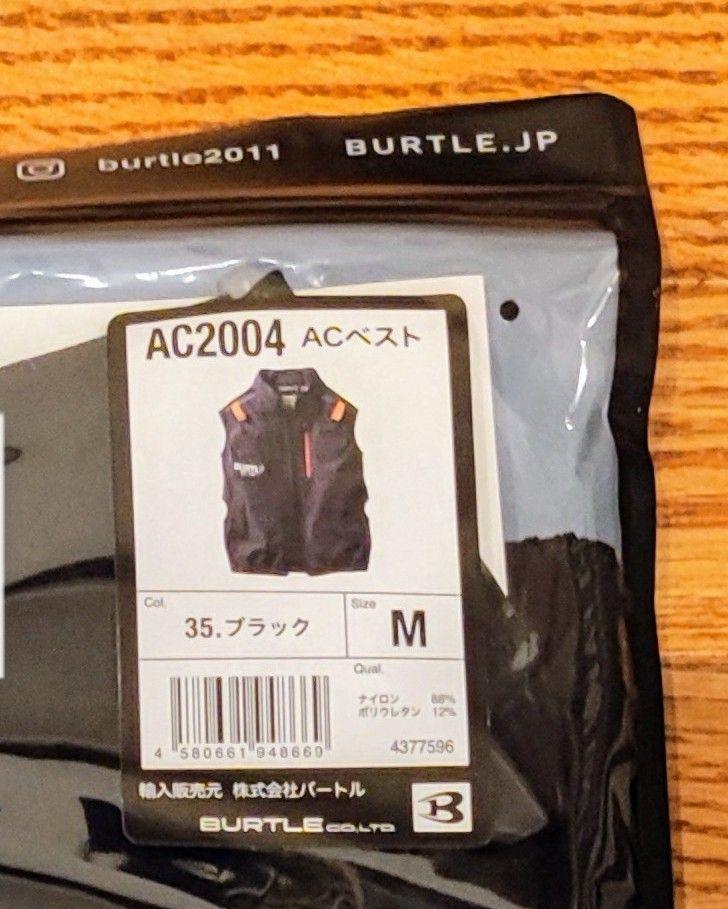 burtle2011 BURTLE.JP
AC2004 ACベスト
BURTLE
Col. Size
35.ブラック M
Qual.
ナイロン 88%
ポリウレタン 12%
4 580661 948669 4377596
輸入販売元 株式会社バートル
BURTLE CO.,LTD. B